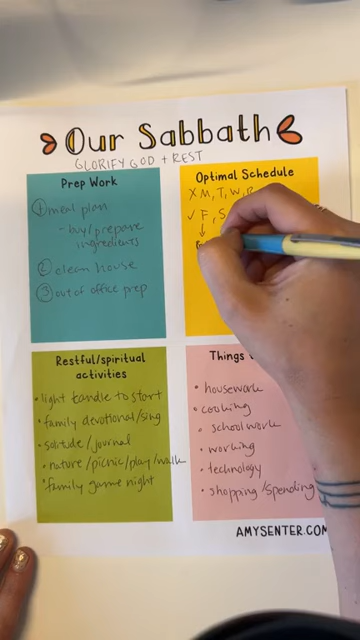 Our Sabbath
GLORIFY GOD + REST
Prep Work
① meal plan
- buy/prepare
ingredients
② clean house
③ out of office prep
Optimal Schedule
X M, T, W, R
✓ F, S
↓
Restful/spiritual
activities
• light candle to start
• family devotional/sing
• solitude/journal
• nature/picnic/play/walk
• family game night
Things
• housework
• cooking
• school work
• working
• technology
• shopping/spending
AMYSENTER.COM